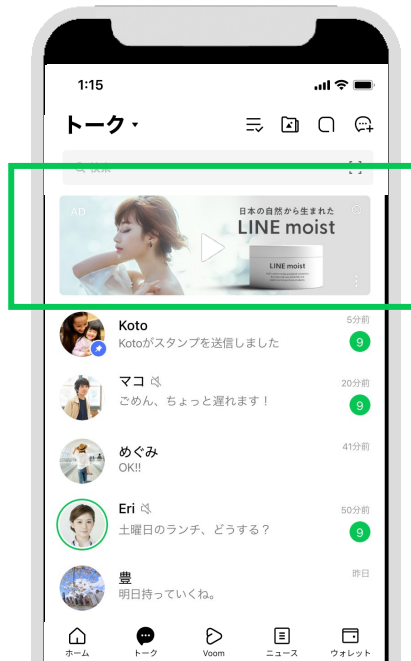 1:15
トーク
検索
AD
日本の自然から生まれた
LINE moist
LINE moist
Koto
5分前
Kotoがスタンプを送信しました
9
マコ
20分前
ごめん、ちょっと遅れます！
9
めぐみ
41分前
OK!!
Eri
50分前
土曜日のランチ、どうする？
9
豊
昨日
明日持っていくね。
ホーム
トーク
Voom
ニュース
ウォレット